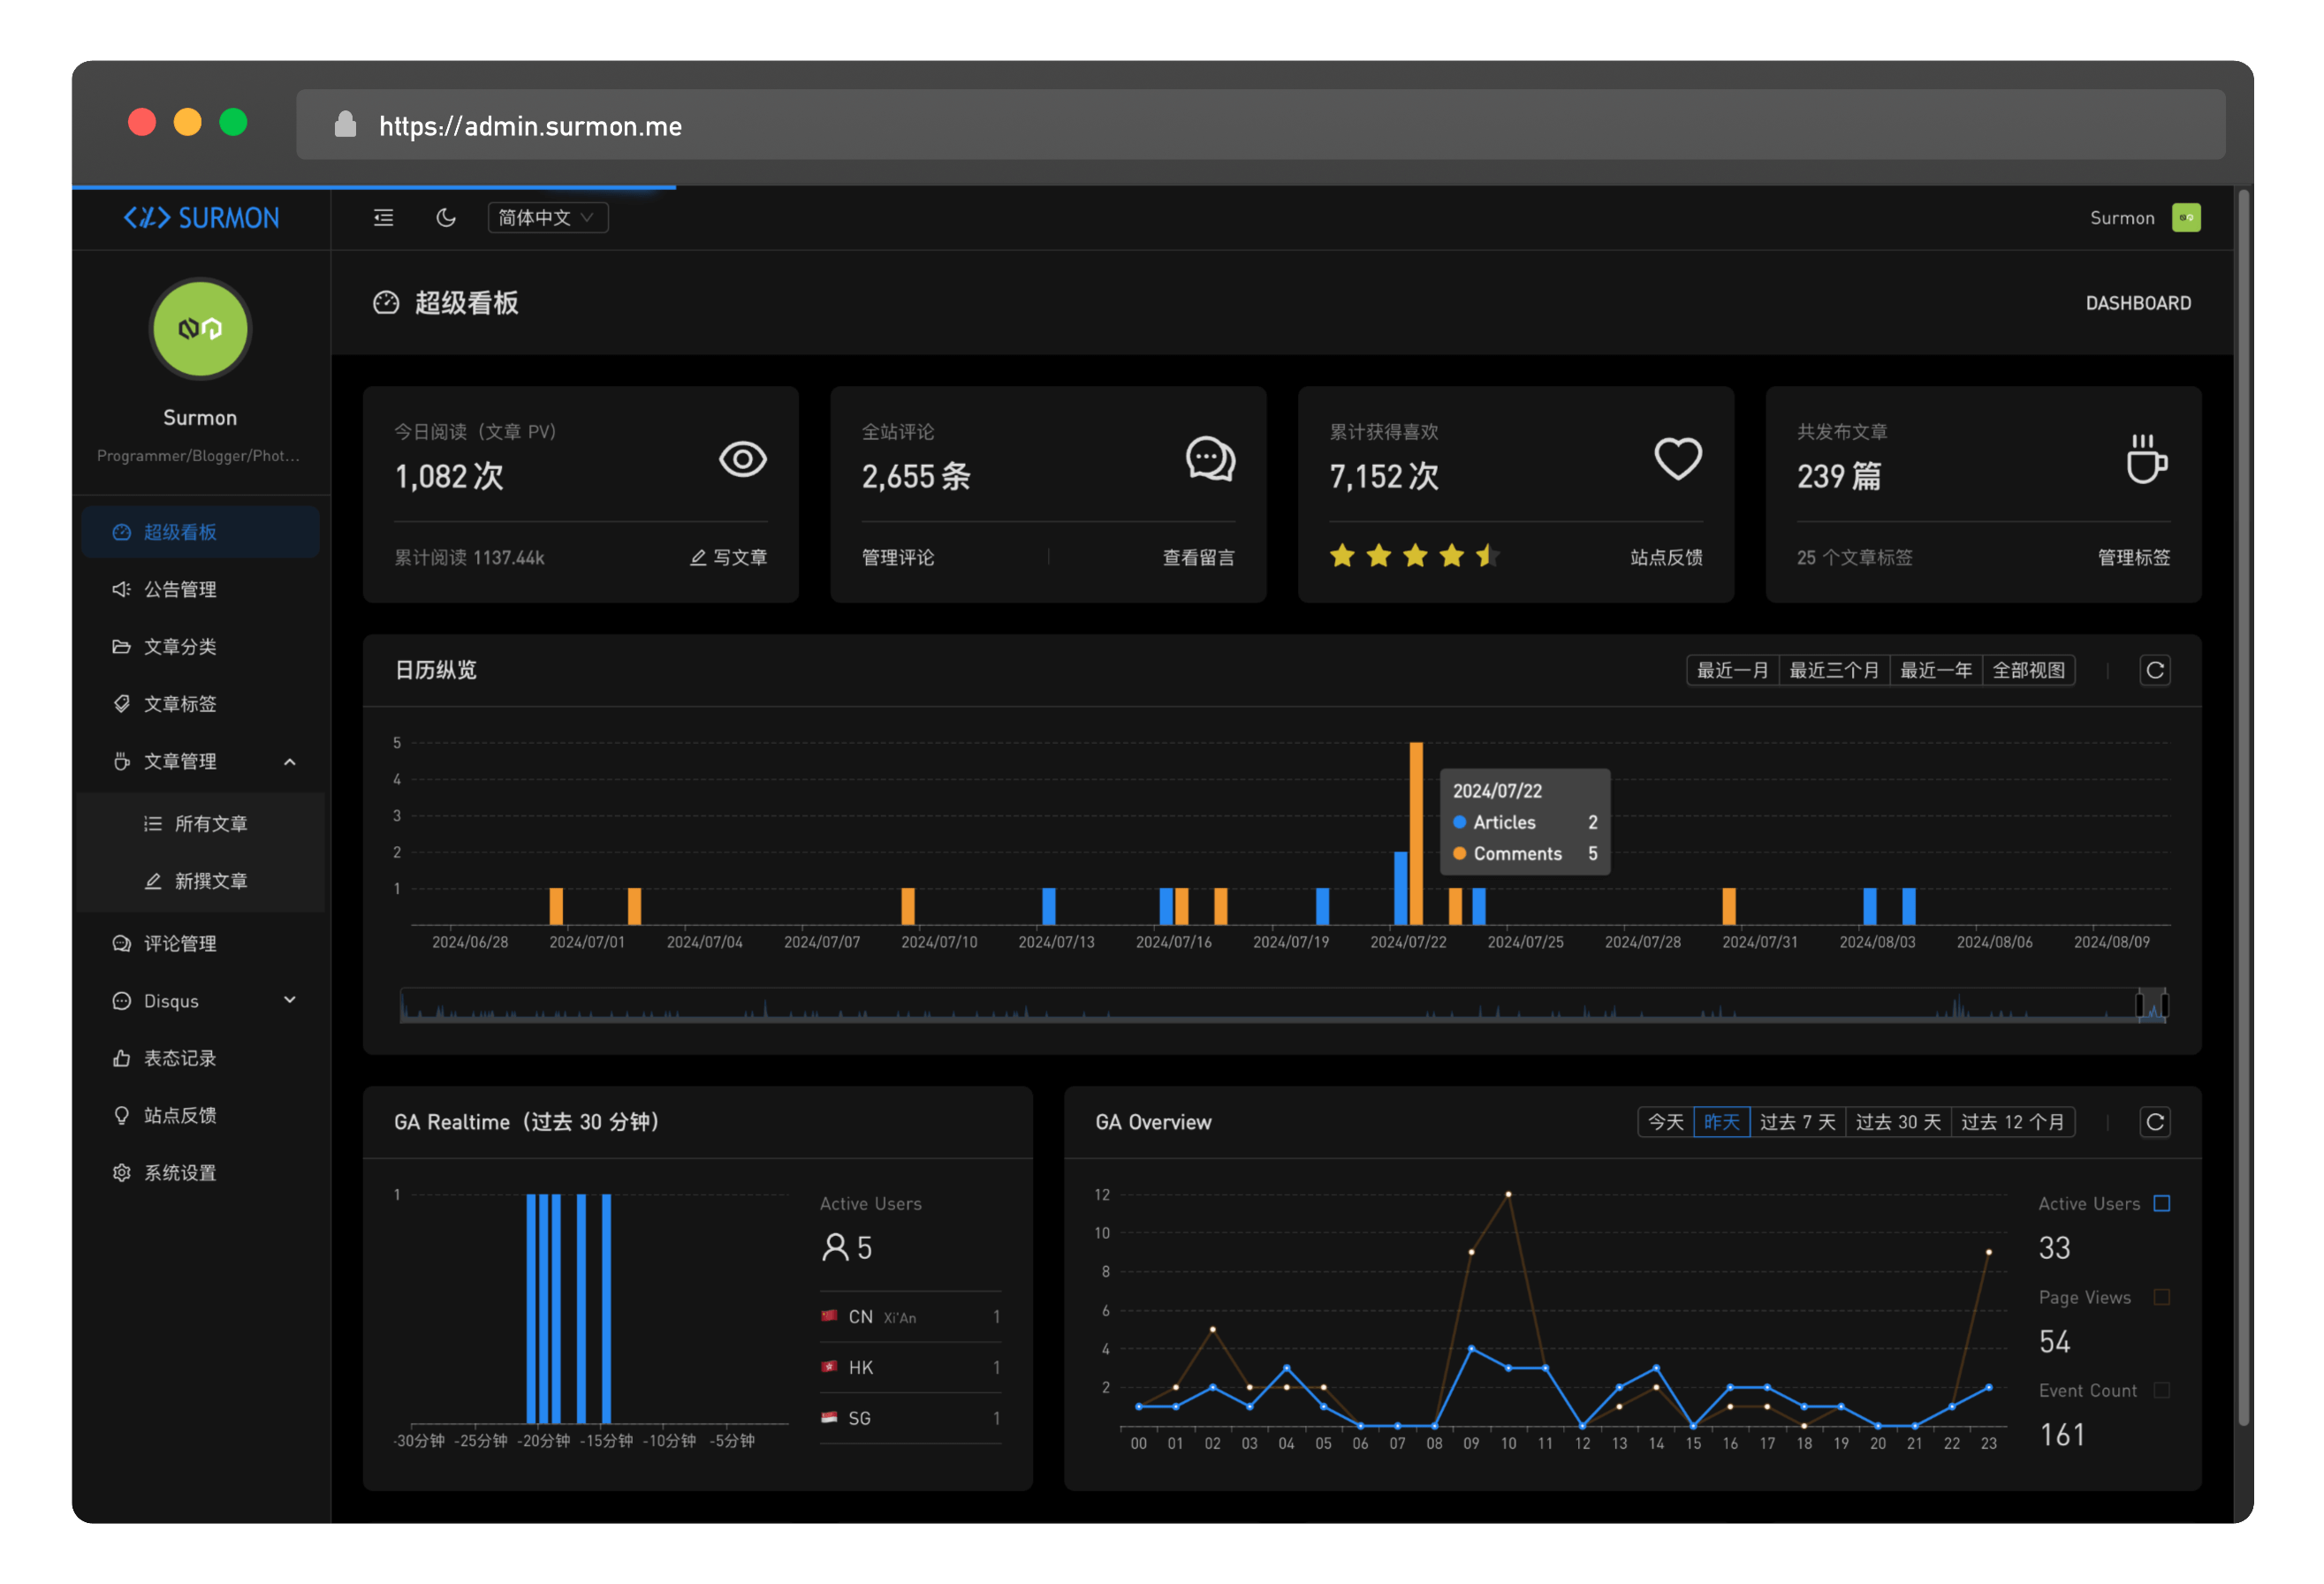 https://admin.surmon.me
SURMON
简体中文
Surmon
Surmon
Programmer/Blogger/Phot...
超级看板
公告管理
文章分类
文章标签
文章管理
所有文章
新撰文章
评论管理
Disqus
表态记录
站点反馈
系统设置
超级看板
DASHBOARD
今日阅读（文章 PV）
1,082 次
累计阅读 1137.44k
写文章
全站评论
2,655 条
管理评论
查看留言
累计获得喜欢
7,152 次
站点反馈
共发布文章
239 篇
25 个文章标签
管理标签
日历纵览
最近一月 最近三个月 最近一年 全部视图
5
4
3
2
1
2024/07/22
Articles 2
Comments 5
2024/06/28 2024/07/01 2024/07/04 2024/07/07 2024/07/10 2024/07/13 2024/07/16 2024/07/19 2024/07/22 2024/07/25 2024/07/28 2024/07/31 2024/08/03 2024/08/06 2024/08/09
GA Realtime（过去 30 分钟）
1
-30分钟 -25分钟 -20分钟 -15分钟 -10分钟 -5分钟
Active Users
5
CN Xi'An 1
HK 1
SG 1
GA Overview
今天 昨天 过去 7 天 过去 30 天 过去 12 个月
12
10
8
6
4
2
00 01 02 03 04 05 06 07 08 09 10 11 12 13 14 15 16 17 18 19 20 21 22 23
Active Users
33
Page Views
54
Event Count
161